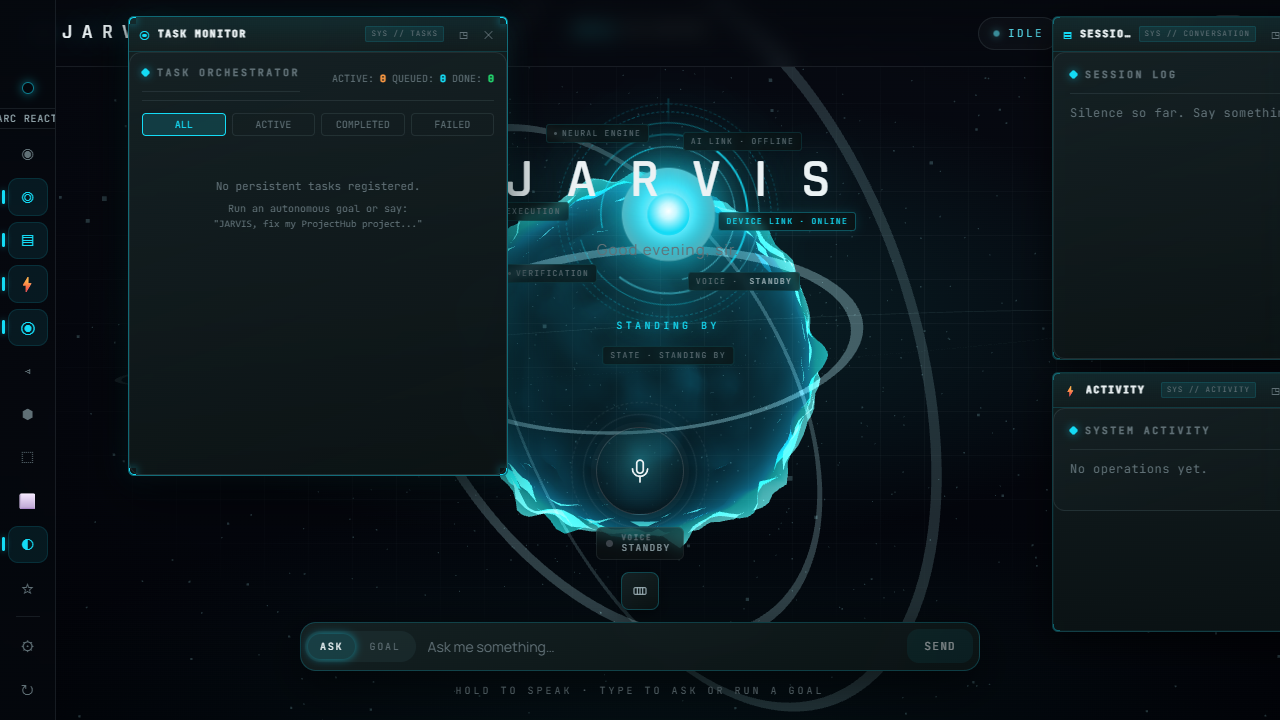 JARV
IDLE
ARC REACT
TASK MONITOR
SYS // TASKS
TASK ORCHESTRATOR
ACTIVE: 0 QUEUED: 0 DONE: 0
ALL
ACTIVE
COMPLETED
FAILED
No persistent tasks registered.
Run an autonomous goal or say:
"JARVIS, fix my ProjectHub project..."
NEURAL ENGINE
AI LINK · OFFLINE
JARVIS
EXECUTION
DEVICE LINK · ONLINE
Good evening, sir.
VERIFICATION
VOICE · STANDBY
STANDING BY
STATE · STANDING BY
VOICE
STANDBY
ASK
GOAL
Ask me something...
SEND
HOLD TO SPEAK · TYPE TO ASK OR RUN A GOAL
SESSIO…
SYS // CONVERSATION
SESSION LOG
Silence so far. Say somethin
ACTIVITY
SYS // ACTIVITY
SYSTEM ACTIVITY
No operations yet.